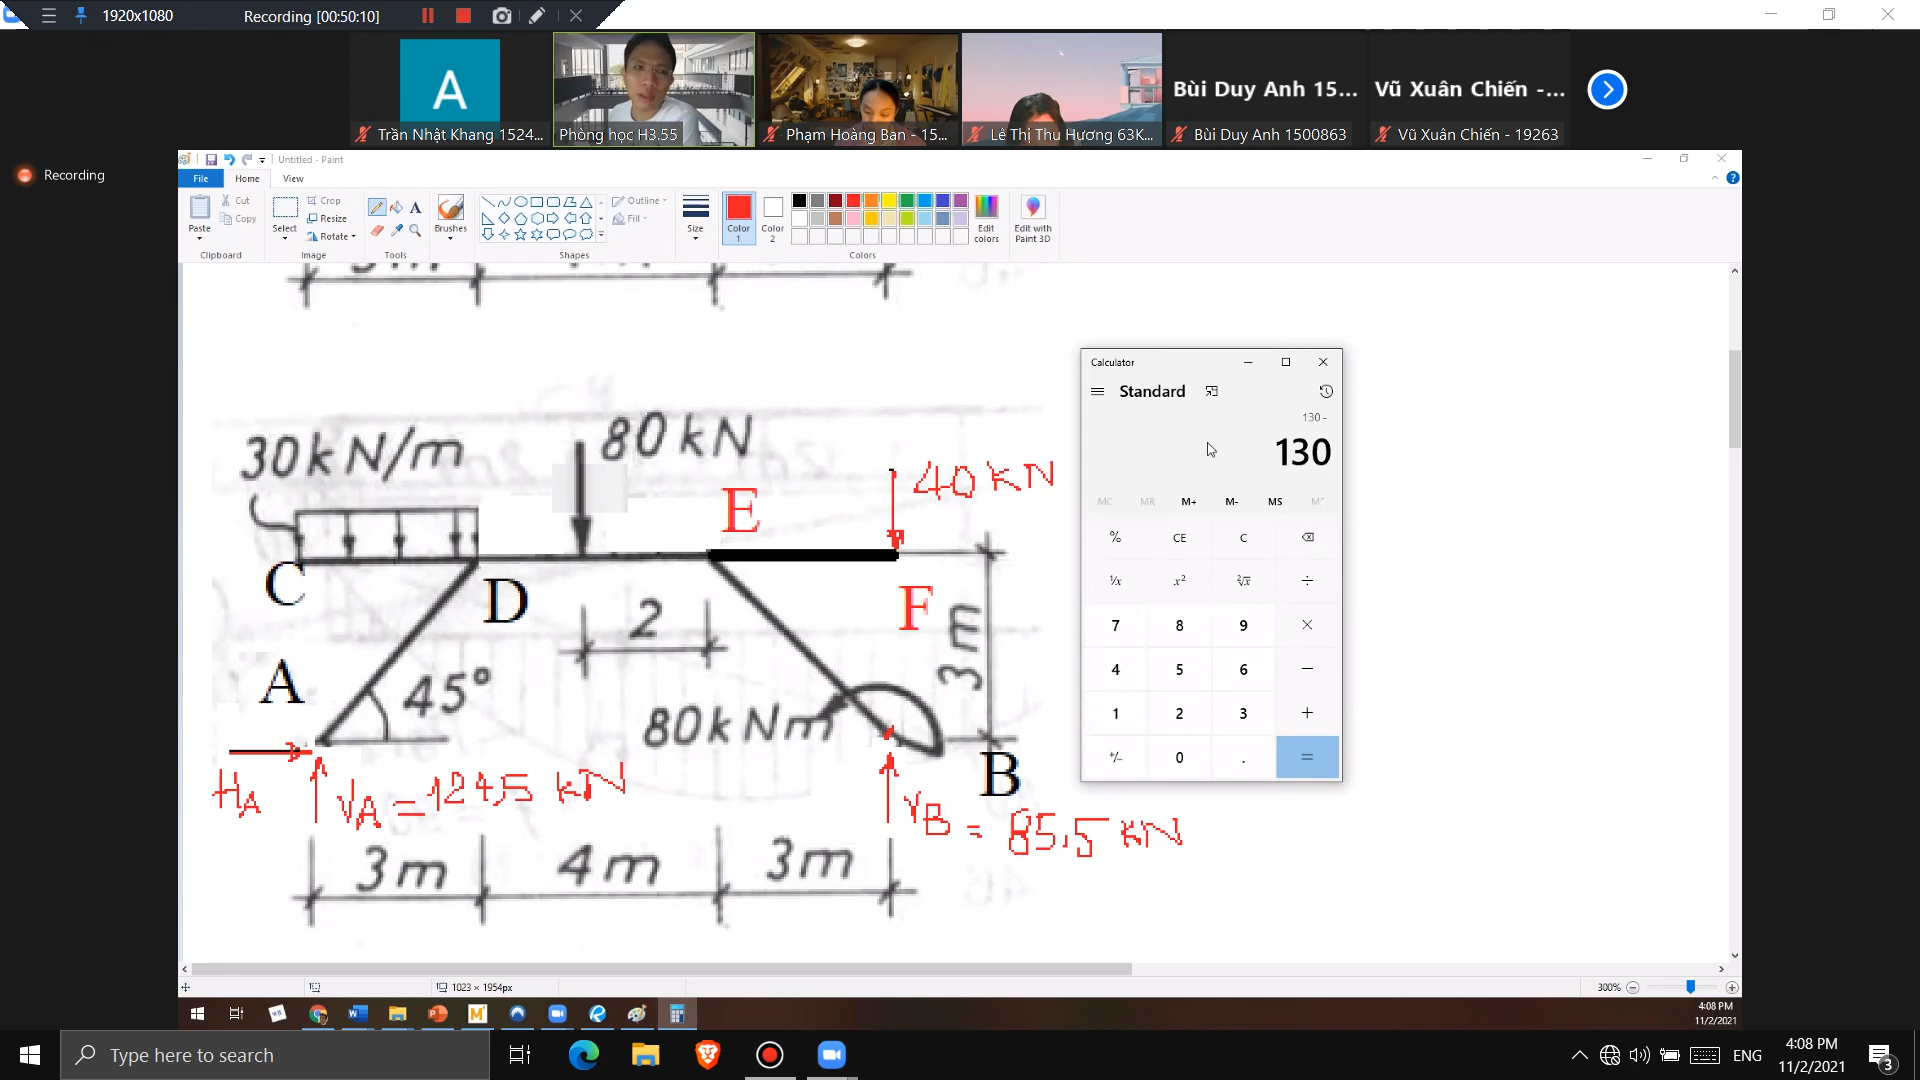 1920x1080
Recording [00:50:10]
A
Trần Nhật Khang 1524...
Phòng học H3.55
Phạm Hoàng Ban - 15...
Lê Thị Thu Hương 63K...
Bùi Duy Anh 15...
Bùi Duy Anh 1500863
Vũ Xuân Chiến -...
Vũ Xuân Chiến - 19263
Recording
Untitled - Paint
File
Home
View
Paste
Cut
Copy
Clipboard
Select
Crop
Resize
Rotate
Image
Tools
Brushes
Outline
Fill
Shapes
Size
Color 1
Color 2
Edit colors
Edit with Paint 3D
Colors
30kN/m
80 kN
40 kN
E
C
D
F
2
3m
A
45°
80kNm
B
HA
VA = 124,5 kN
VB = 85,5 kN
3m
4m
3m
Calculator
Standard
130 -
130
MC MR M+ M- MS M˅
% CE C
¹/x x² ²√x ÷
7 8 9 ×
4 5 6 −
1 2 3 +
+/− 0 . =
1023 × 1954px
300%
4:08 PM
11/2/2021
Type here to search
ENG
4:08 PM
11/2/2021
3